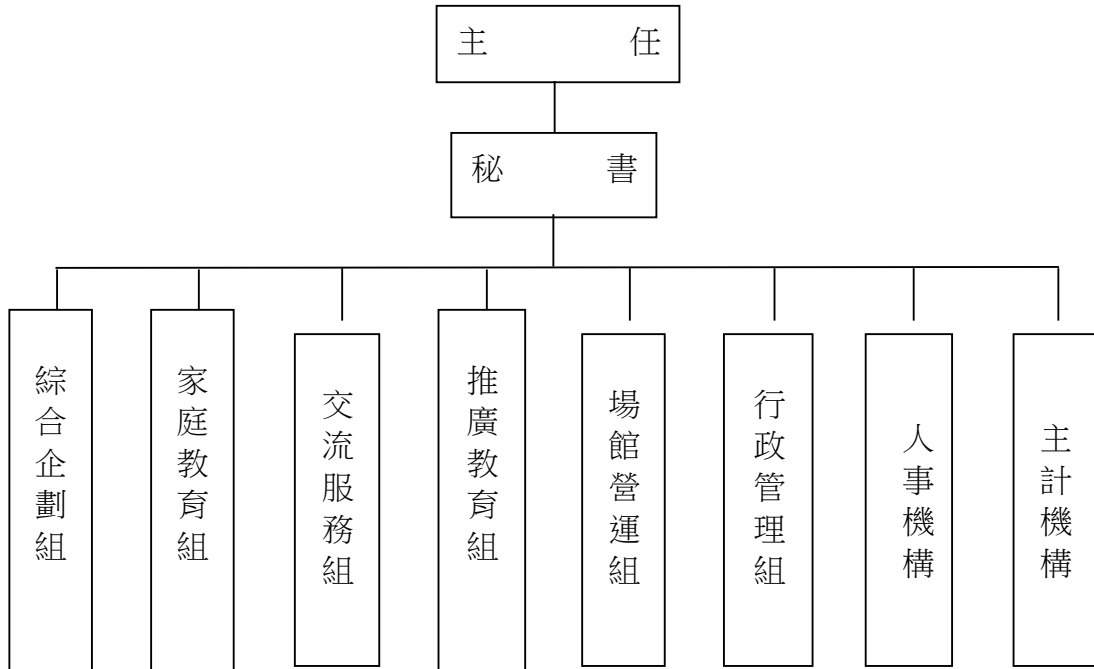 主 任
秘 書
綜合企劃組
家庭教育組
交流服務組
推廣教育組
場館營運組
行政管理組
人事機構
主計機構